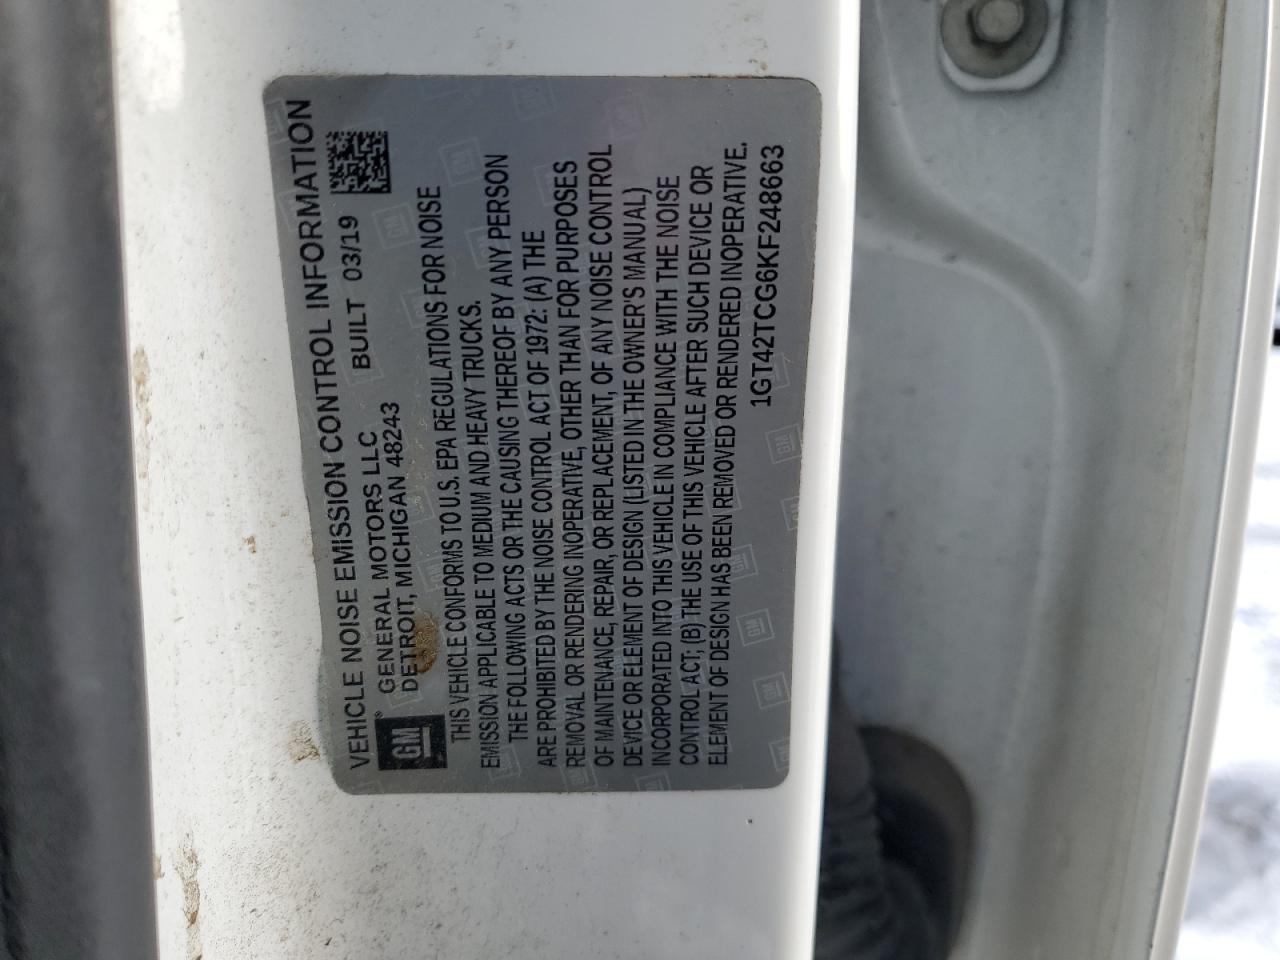 VEHICLE NOISE EMISSION CONTROL INFORMATION
GM®
GENERAL MOTORS LLC BUILT 03/19
DETROIT, MICHIGAN 48243
THIS VEHICLE CONFORMS TO U.S. EPA REGULATIONS FOR NOISE
EMISSION APPLICABLE TO MEDIUM AND HEAVY TRUCKS.
THE FOLLOWING ACTS OR THE CAUSING THEREOF BY ANY PERSON
ARE PROHIBITED BY THE NOISE CONTROL ACT OF 1972: (A) THE
REMOVAL OR RENDERING INOPERATIVE, OTHER THAN FOR PURPOSES
OF MAINTENANCE, REPAIR, OR REPLACEMENT, OF ANY NOISE CONTROL
DEVICE OR ELEMENT OF DESIGN (LISTED IN THE OWNER'S MANUAL)
INCORPORATED INTO THIS VEHICLE IN COMPLIANCE WITH THE NOISE
CONTROL ACT; (B) THE USE OF THIS VEHICLE AFTER SUCH DEVICE OR
ELEMENT OF DESIGN HAS BEEN REMOVED OR RENDERED INOPERATIVE.
1GT42TCG6KF248663